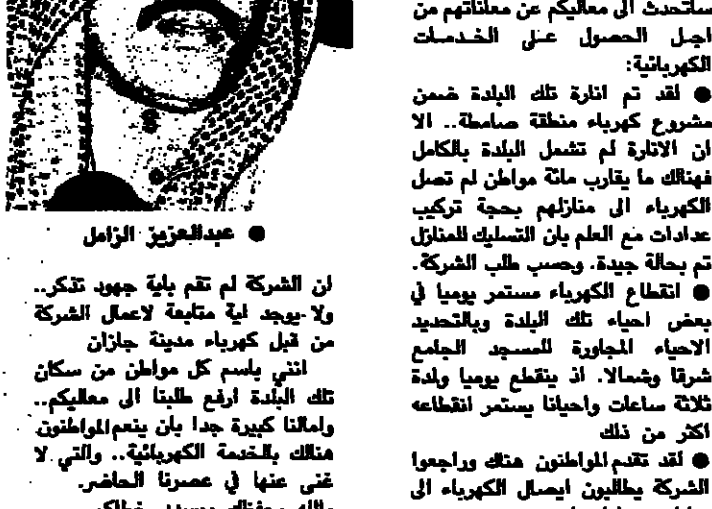 ساتحدث الى معاليكم عن معاناتهم من
اجل الحصول على الخدمات
الكهربائية:
● لقد تم انارة تلك البلدة ضمن
مشروع كهرباء منطقة صامطة.. الا
ان الانارة لم تشمل البلدة بالكامل
فهنالك ما يقارب مائة مواطن لم تصل
الكهرباء الى منازلهم بحجة تركيب
عدادات مع العلم بان التسليك للمنازل
تم بحالة جيدة. وحسب طلب الشركة.
● انقطاع الكهرباء مستمر يوميا في
بعض احياء تلك البلدة وبالتحديد
الاحياء المجاورة للمسجد الجامع
شرقا وشمالا. اذ ينقطع يوميا ولمدة
ثلاثة ساعات واحيانا يستمر انقطاعه
اكثر من ذلك
● لقد تقدم المواطنون هناك وراجعوا
الشركة يطالبون ايصال الكهرباء الى
● عبدالعزيز الزامل
ان الشركة لم تقم باية جهود تذكر..
ولا يوجد اية متابعة لاعمال الشركة
من قبل كهرباء مدينة جازان
انني باسم كل مواطن من سكان
تلك البلدة ارفع طلبنا الى معاليكم..
وامالنا كبيرة جدا بان ينعم المواطنون
هنالك بالخدمة الكهربائية.. والتي لا
غنى عنها في عصرنا الحاضر.